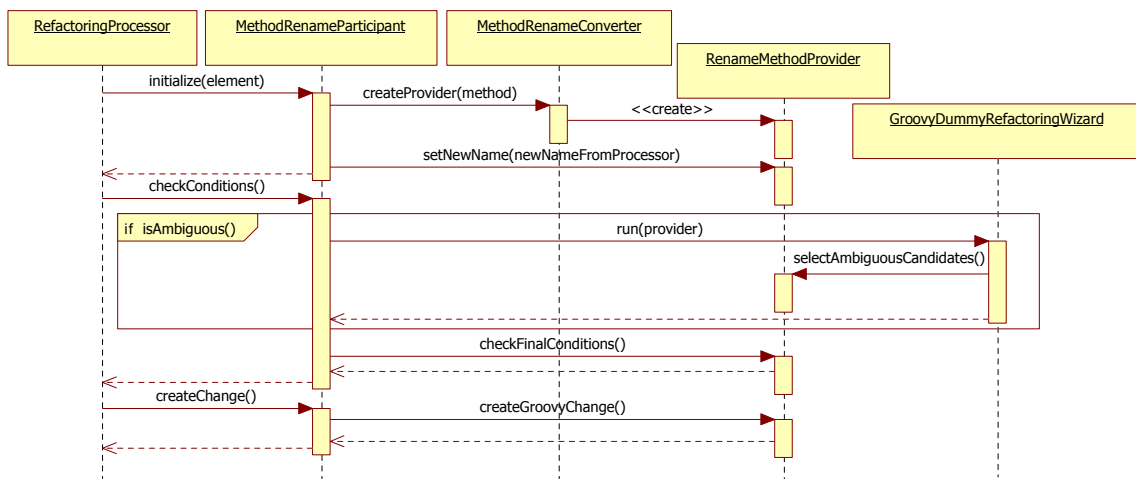 RefactoringProcessor
MethodRenameParticipant
MethodRenameConverter
RenameMethodProvider
GroovyDummyRefactoringWizard
initialize(element)
createProvider(method)
<<create>>
setNewName(newNameFromProcessor)
checkConditions()
if isAmbiguous()
run(provider)
selectAmbiguousCandidates()
checkFinalConditions()
createChange()
createGroovyChange()